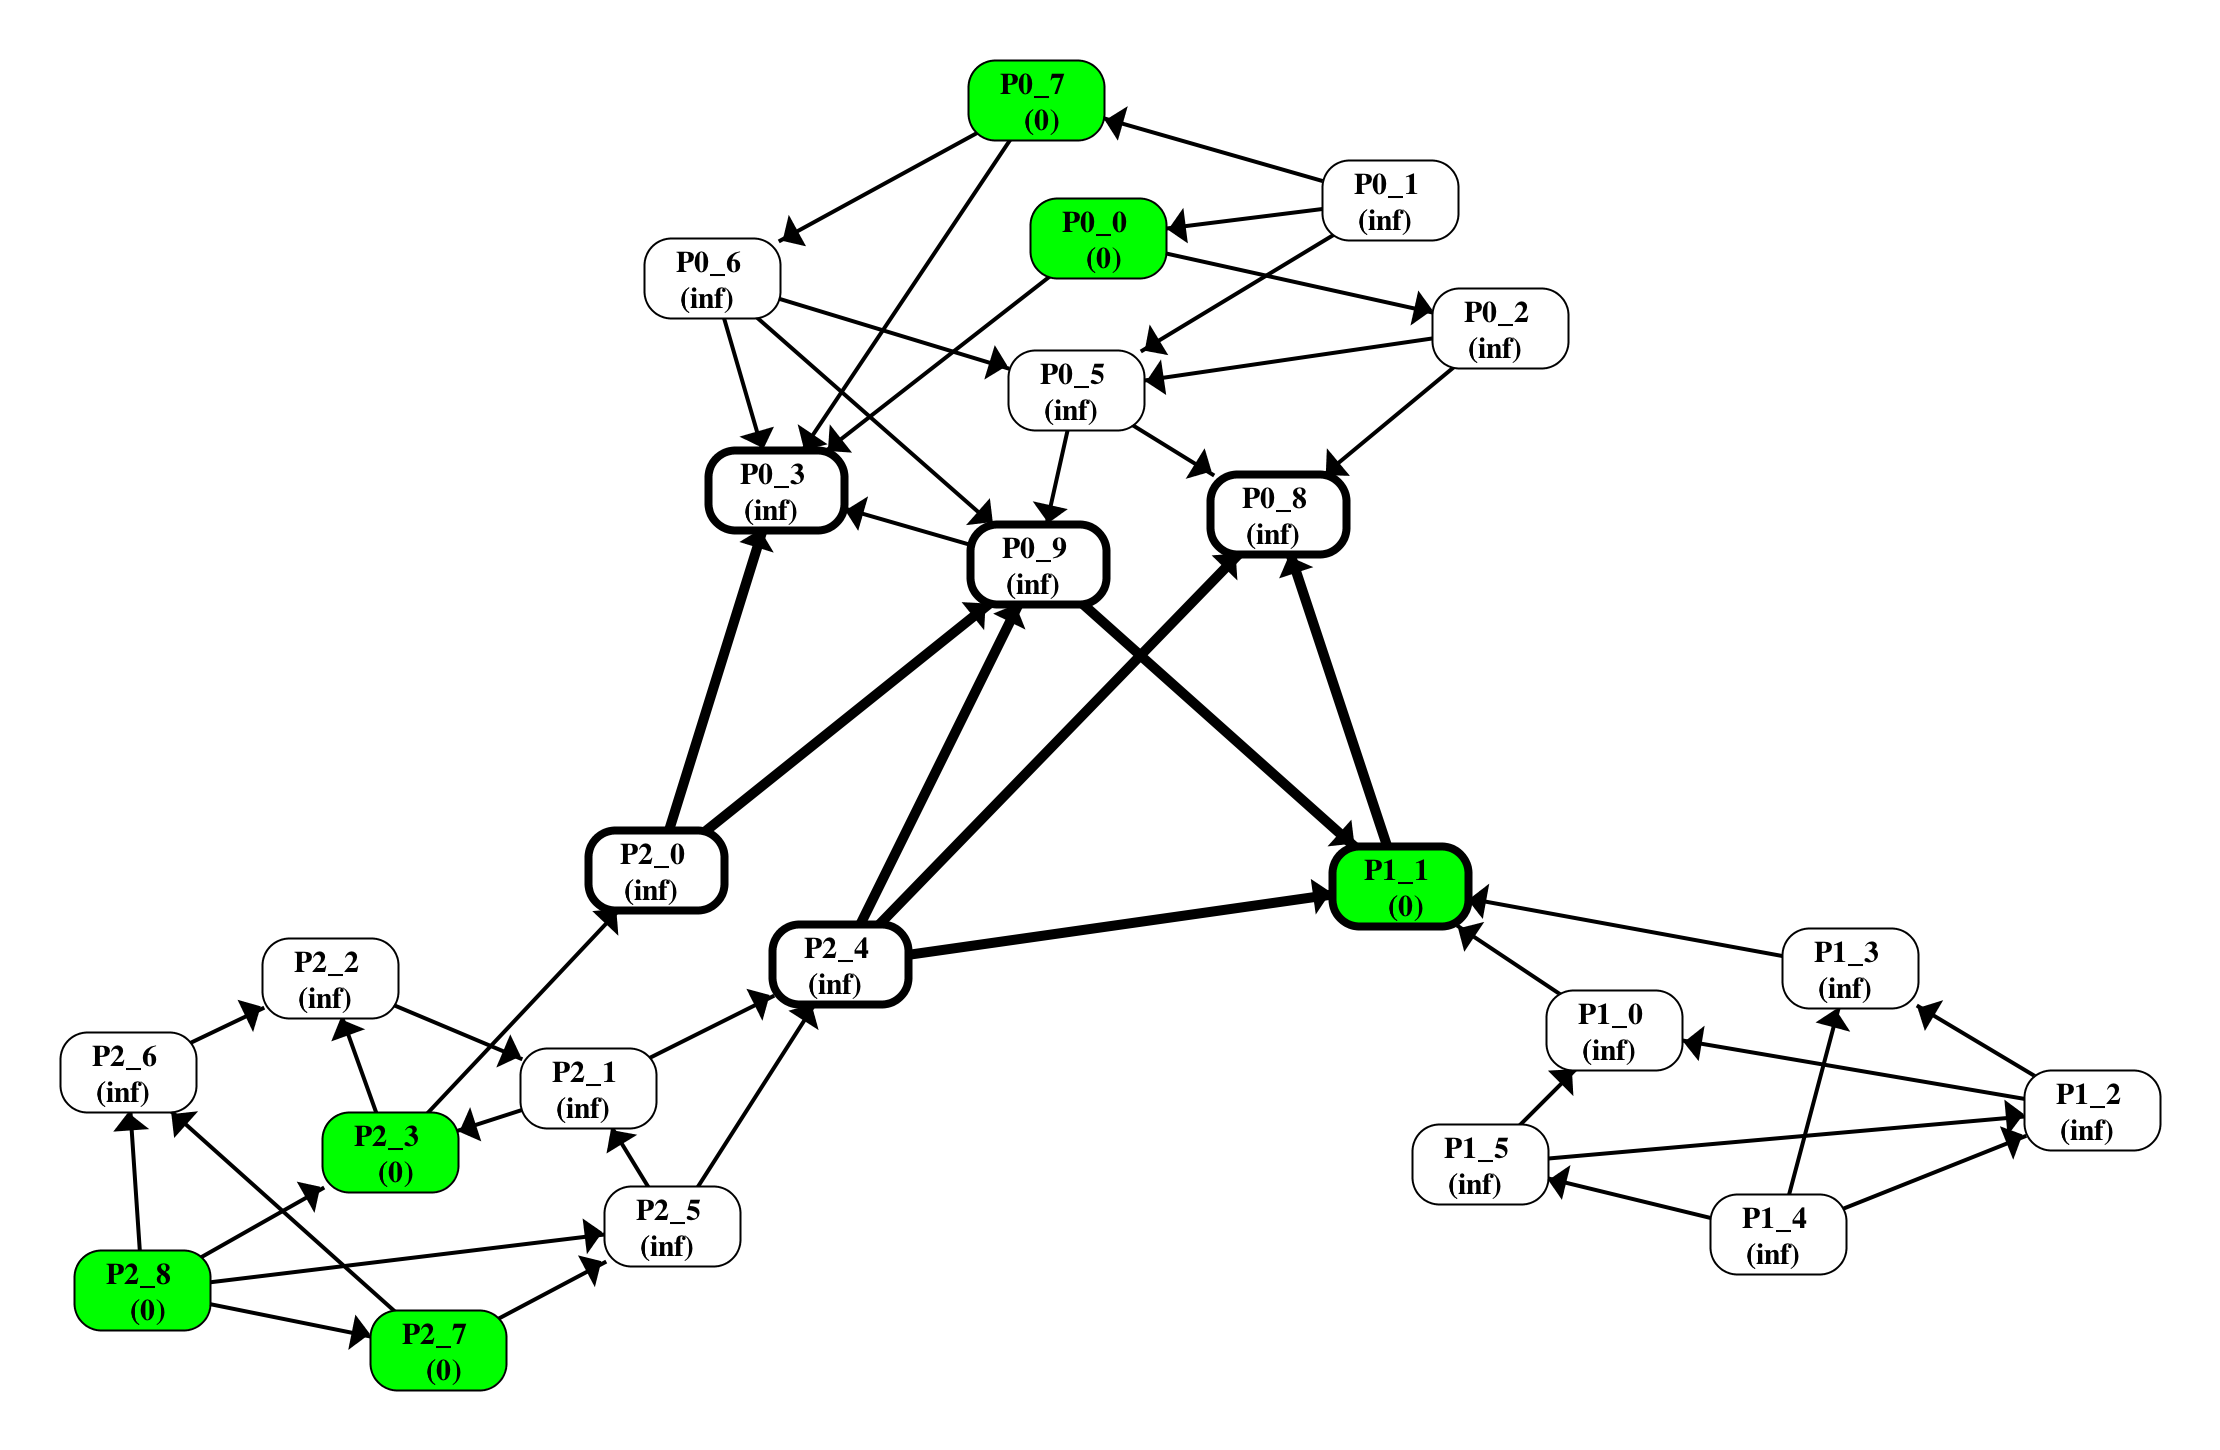 P0_7
(0)
P0_1
(inf)
P0_0
(0)
P0_6
(inf)
P0_2
(inf)
P0_5
(inf)
P0_3
(inf)
P0_8
(inf)
P0_9
(inf)
P2_0
(inf)
P1_1
(0)
P2_4
(inf)
P1_3
(inf)
P2_2
(inf)
P1_0
(inf)
P2_6
(inf)
P2_1
(inf)
P1_2
(inf)
P2_3
(0)
P1_5
(inf)
P2_5
(inf)
P1_4
(inf)
P2_8
(0)
P2_7
(0)